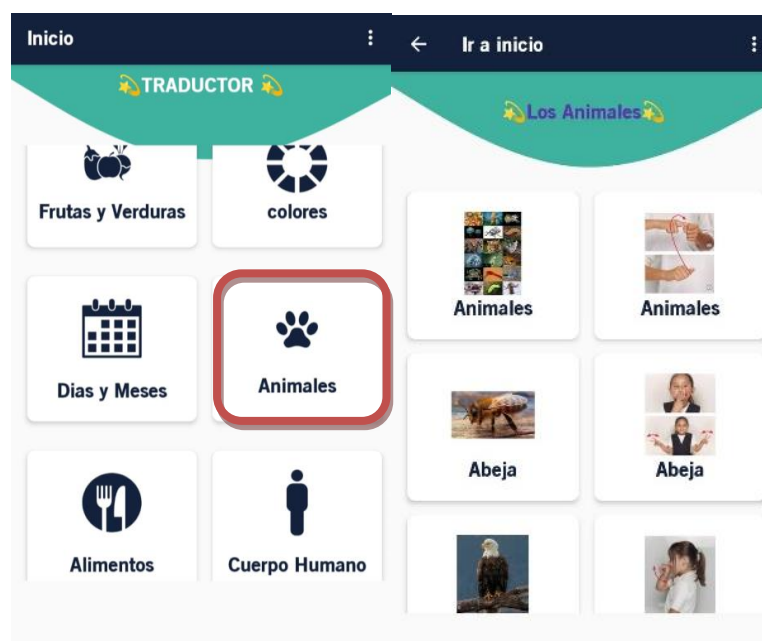 Inicio
💫TRADUCTOR 💫
Frutas y Verduras
colores
Dias y Meses
Animales
Alimentos
Cuerpo Humano
Ir a inicio
💫Los Animales💫
Animales
Animales
Abeja
Abeja